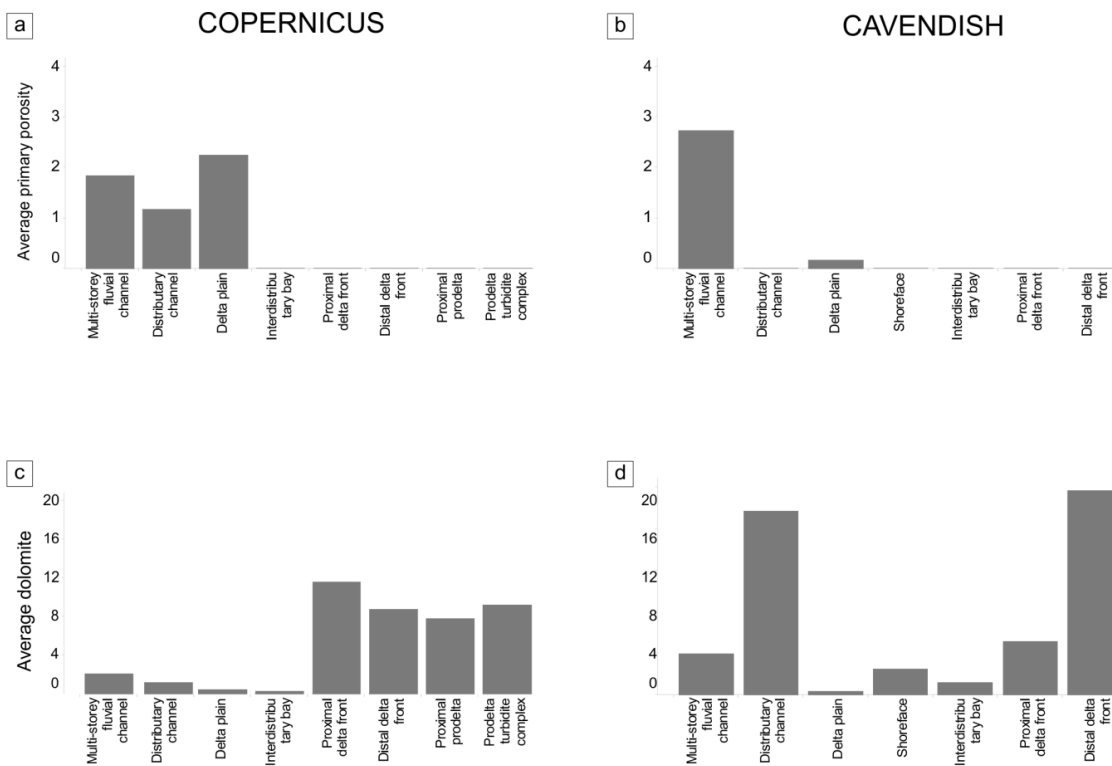 a
COPERNICUS
b
CAVENDISH
Average primary porosity
4
3
2
1
0
Multi-storey
fluvial
channel
Distributary
channel
Delta plain
Interdistribu
tary bay
Proximal
delta front
Distal delta
front
Proximal
prodelta
Prodelta
turbidite
complex
4
3
2
1
0
Multi-storey
fluvial
channel
Distributary
channel
Delta plain
Shoreface
Interdistribu
tary bay
Proximal
delta front
Distal delta
front
c
Average dolomite
20
16
12
8
4
0
Multi-storey
fluvial
channel
Distributary
channel
Delta plain
Interdistribu
tary bay
Proximal
delta front
Distal delta
front
Proximal
prodelta
Prodelta
turbidite
complex
d
20
16
12
8
4
0
Multi-storey
fluvial
channel
Distributary
channel
Delta plain
Shoreface
Interdistribu
tary bay
Proximal
delta front
Distal delta
front